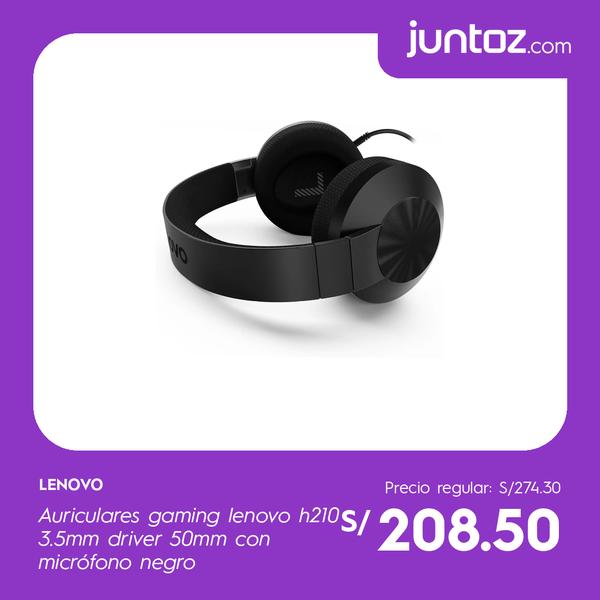 juntoz.com
LENOVO
Auriculares gaming lenovo h210
3.5mm driver 50mm con
micrófono negro
Precio regular: S/274.30
S/ 208.50